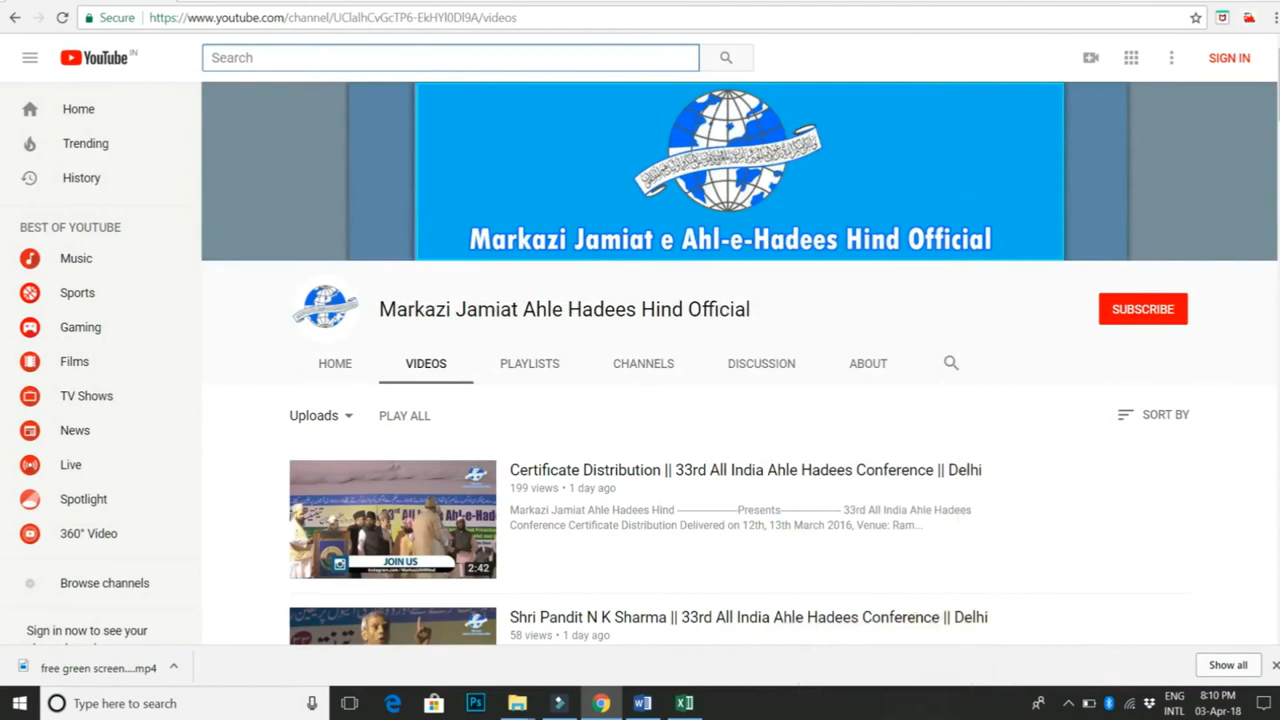 Secure https://www.youtube.com/channel/UClalhCvGcTP6-EkHYl0Dl9A/videos
YouTube IN
Search
SIGN IN
Home
Trending
History
BEST OF YOUTUBE
Music
Sports
Gaming
Films
TV Shows
News
Live
Spotlight
360° Video
Browse channels
Sign in now to see your
Markazi Jamiat e Ahl-e-Hadees Hind Official
Markazi Jamiat Ahle Hadees Hind Official
SUBSCRIBE
HOME VIDEOS PLAYLISTS CHANNELS DISCUSSION ABOUT
Uploads PLAY ALL SORT BY
JOIN US
2:42
Certificate Distribution || 33rd All India Ahle Hadees Conference || Delhi
199 views • 1 day ago
Markazi Jamiat Ahle Hadees Hind ——————Presents—————— 33rd All India Ahle Hadees
Conference Certificate Distribution Delivered on 12th, 13th March 2016, Venue: Ram...
Shri Pandit N K Sharma || 33rd All India Ahle Hadees Conference || Delhi
58 views • 1 day ago
free green screen....mp4
Show all
Type here to search
Ps
ENG
INTL
8:10 PM
03-Apr-18